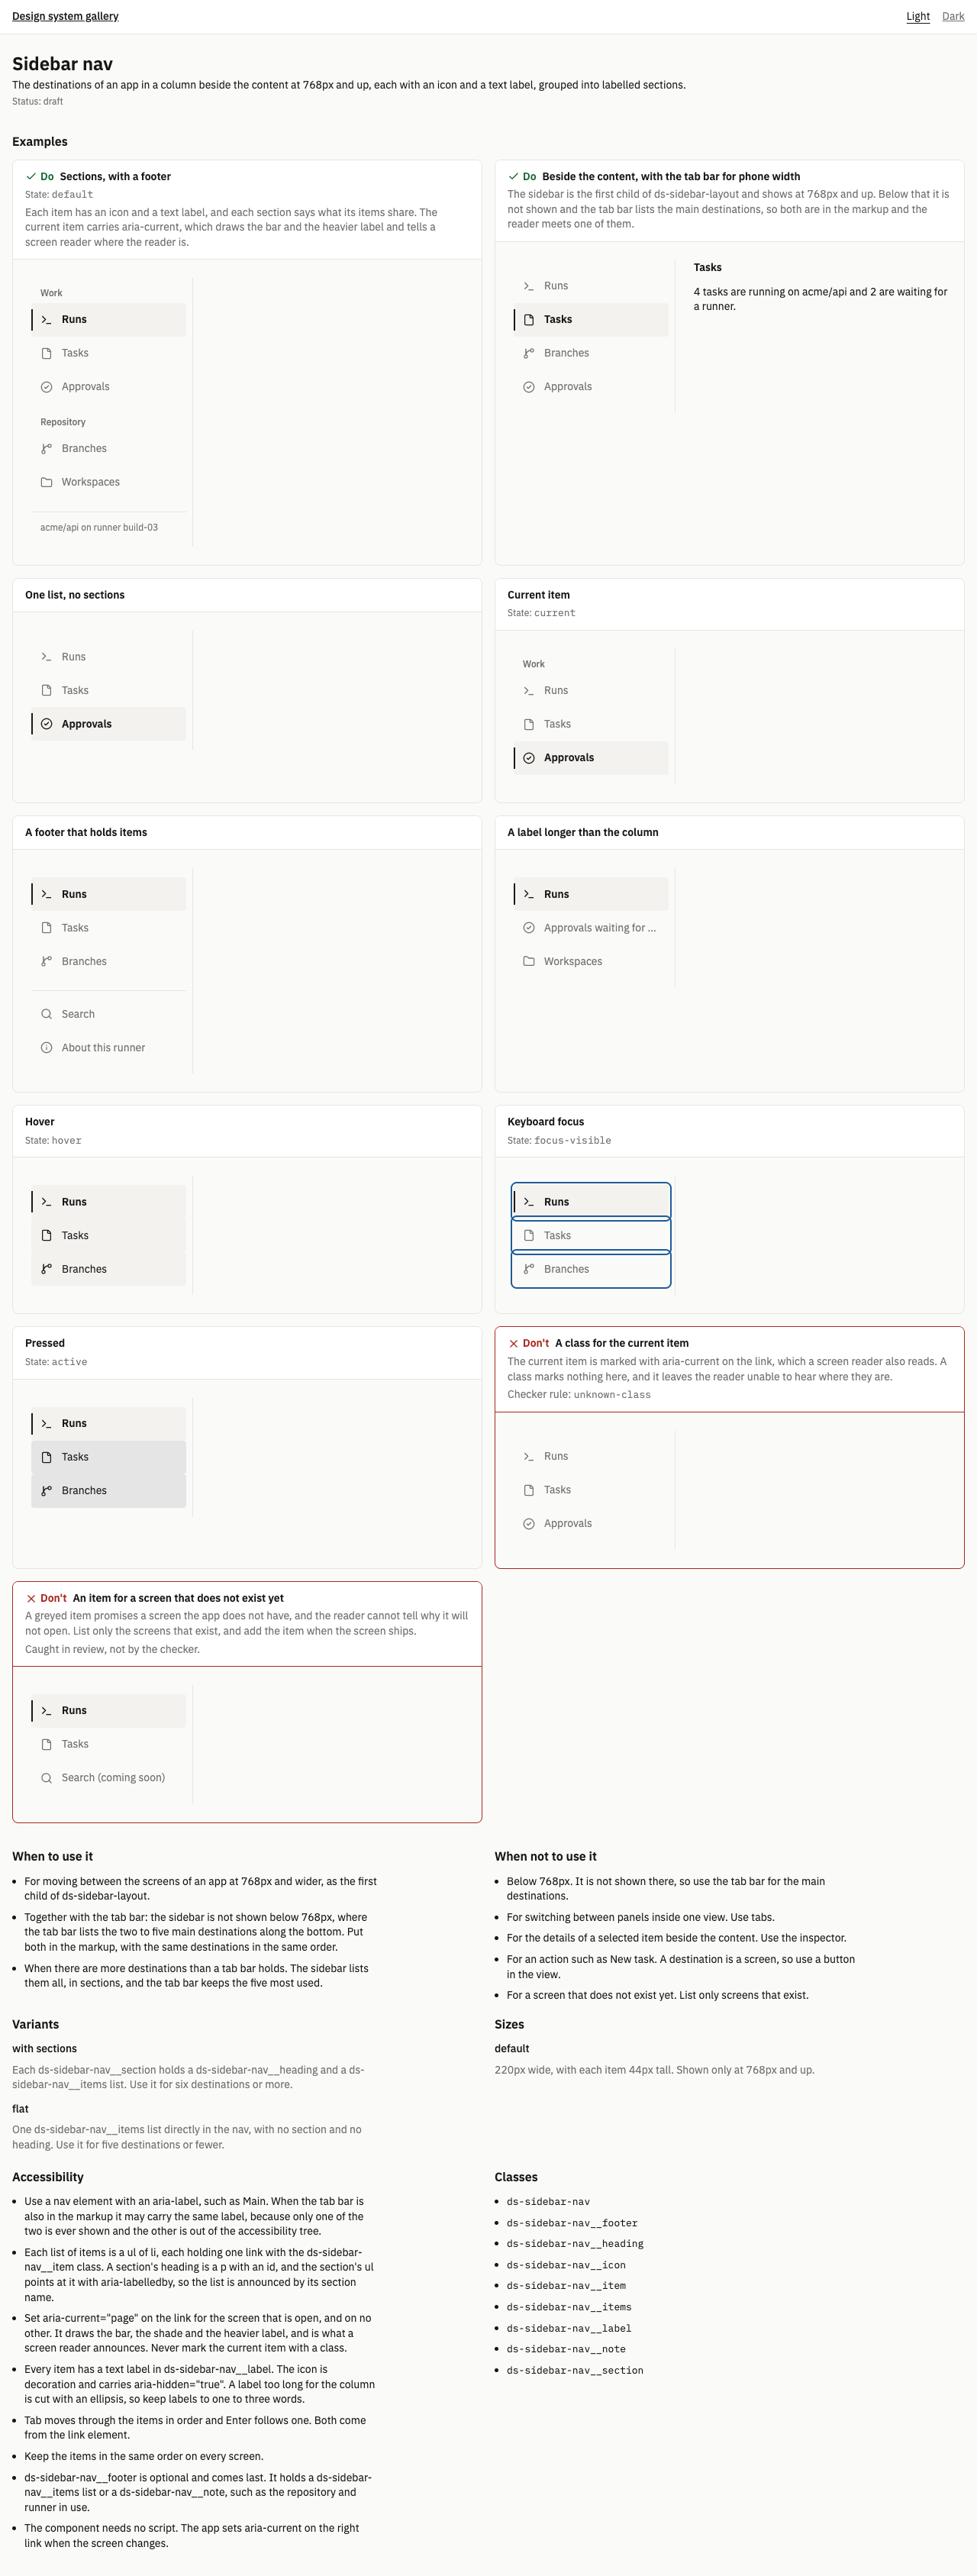 Design system gallery
Light
Dark
Sidebar nav
The destinations of an app in a column beside the content at 768px and up, each with an icon and a text label, grouped into labelled sections.
Status: draft
Examples
Do Sections, with a footer
State: default
Each item has an icon and a text label, and each section says what its items share. The
current item carries aria-current, which draws the bar and the heavier label and tells a
screen reader where the reader is.
Work
Runs
Tasks
Approvals
Repository
Branches
Workspaces
acme/api on runner build-03
Do Beside the content, with the tab bar for phone width
The sidebar is the first child of ds-sidebar-layout and shows at 768px and up. Below that it is
not shown and the tab bar lists the main destinations, so both are in the markup and the
reader meets one of them.
Runs
Tasks
Branches
Approvals
Tasks
4 tasks are running on acme/api and 2 are waiting for
a runner.
One list, no sections
Runs
Tasks
Approvals
Current item
State: current
Work
Runs
Tasks
Approvals
A footer that holds items
Runs
Tasks
Branches
Search
About this runner
A label longer than the column
Runs
Approvals waiting for ...
Workspaces
Hover
State: hover
Runs
Tasks
Branches
Keyboard focus
State: focus-visible
Runs
Tasks
Branches
Pressed
State: active
Runs
Tasks
Branches
Don't A class for the current item
The current item is marked with aria-current on the link, which a screen reader also reads. A
class marks nothing here, and it leaves the reader unable to hear where they are.
Checker rule: unknown-class
Runs
Tasks
Approvals
Don't An item for a screen that does not exist yet
A greyed item promises a screen the app does not have, and the reader cannot tell why it will
not open. List only the screens that exist, and add the item when the screen ships.
Caught in review, not by the checker.
Runs
Tasks
Search (coming soon)
When to use it
For moving between the screens of an app at 768px and wider, as the first
child of ds-sidebar-layout.
Together with the tab bar: the sidebar is not shown below 768px, where
the tab bar lists the two to five main destinations along the bottom. Put
both in the markup, with the same destinations in the same order.
When there are more destinations than a tab bar holds. The sidebar lists
them all, in sections, and the tab bar keeps the five most used.
When not to use it
Below 768px. It is not shown there, so use the tab bar for the main
destinations.
For switching between panels inside one view. Use tabs.
For the details of a selected item beside the content. Use the inspector.
For an action such as New task. A destination is a screen, so use a button
in the view.
For a screen that does not exist yet. List only screens that exist.
Variants
with sections
Each ds-sidebar-nav__section holds a ds-sidebar-nav__heading and a ds-
sidebar-nav__items list. Use it for six destinations or more.
flat
One ds-sidebar-nav__items list directly in the nav, with no section and no
heading. Use it for five destinations or fewer.
Sizes
default
220px wide, with each item 44px tall. Shown only at 768px and up.
Accessibility
Use a nav element with an aria-label, such as Main. When the tab bar is
also in the markup it may carry the same label, because only one of the
two is ever shown and the other is out of the accessibility tree.
Each list of items is a ul of li, each holding one link with the ds-sidebar-
nav__item class. A section's heading is a p with an id, and the section's ul
points at it with aria-labelledby, so the list is announced by its section
name.
Set aria-current="page" on the link for the screen that is open, and on no
other. It draws the bar, the shade and the heavier label, and is what a
screen reader announces. Never mark the current item with a class.
Every item has a text label in ds-sidebar-nav__label. The icon is
decoration and carries aria-hidden="true". A label too long for the column
is cut with an ellipsis, so keep labels to one to three words.
Tab moves through the items in order and Enter follows one. Both come
from the link element.
Keep the items in the same order on every screen.
ds-sidebar-nav__footer is optional and comes last. It holds a ds-sidebar-
nav__items list or a ds-sidebar-nav__note, such as the repository and
runner in use.
The component needs no script. The app sets aria-current on the right
link when the screen changes.
Classes
ds-sidebar-nav
ds-sidebar-nav__footer
ds-sidebar-nav__heading
ds-sidebar-nav__icon
ds-sidebar-nav__item
ds-sidebar-nav__items
ds-sidebar-nav__label
ds-sidebar-nav__note
ds-sidebar-nav__section